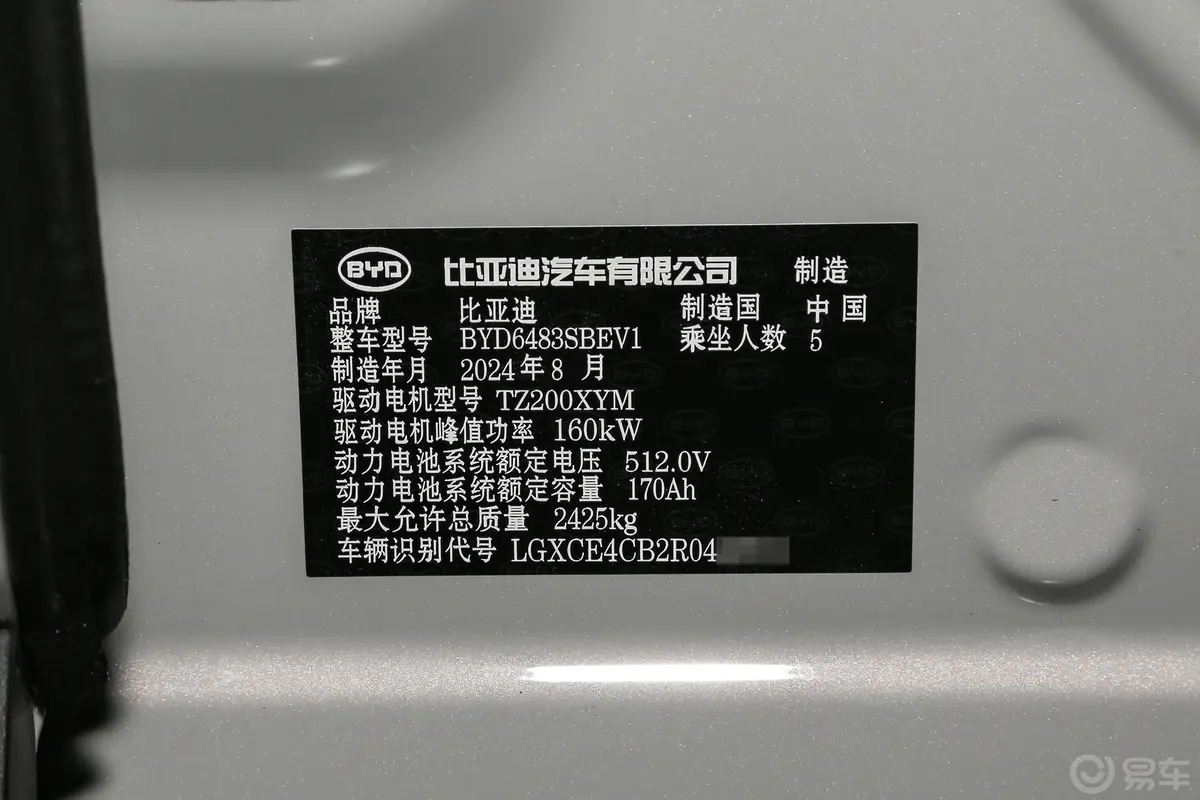 BYD 比亚迪汽车有限公司 制造
品牌 比亚迪 制造国 中国
整车型号 BYD6483SBEV1 乘坐人数 5
制造年月 2024年8月
驱动电机型号 TZ200XYM
驱动电机峰值功率 160kW
动力电池系统额定电压 512.0V
动力电池系统额定容量 170Ah
最大允许总质量 2425kg
车辆识别代号 LGXCE4CB2R04
易车